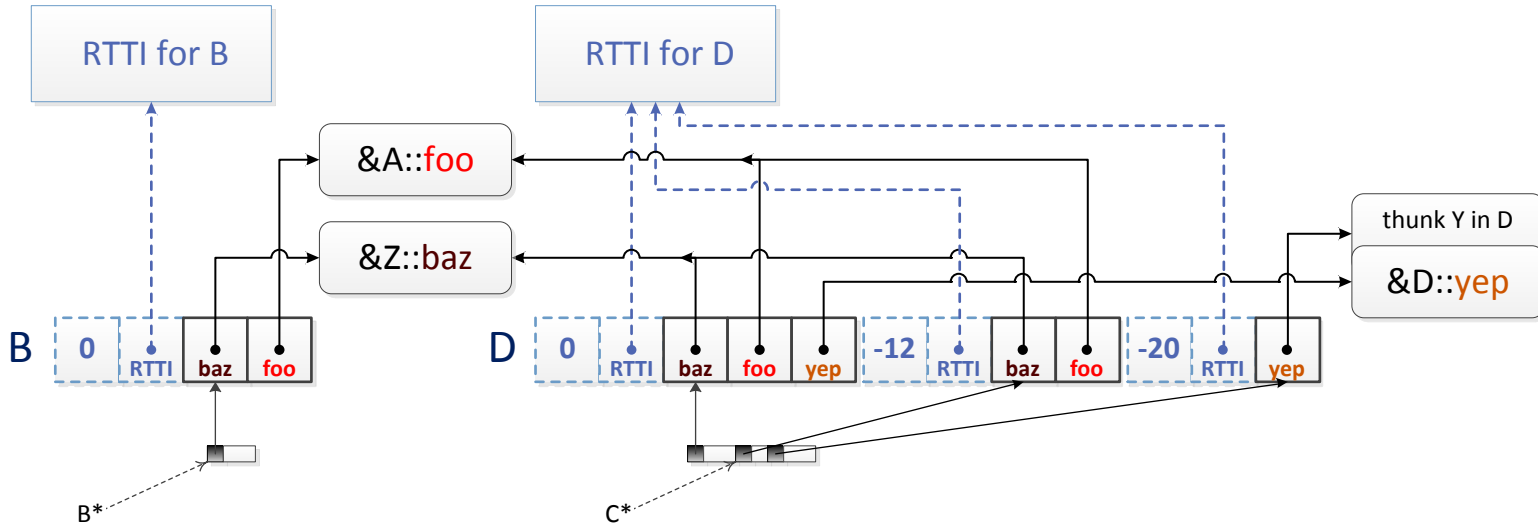 RTTI for B
RTTI for D
&A::foo
&Z::baz
thunk Y in D
&D::yep
B
0
RTTI
baz
foo
D
0
RTTI
baz
foo
yep
-12
RTTI
baz
foo
-20
RTTI
yep
B*
C*